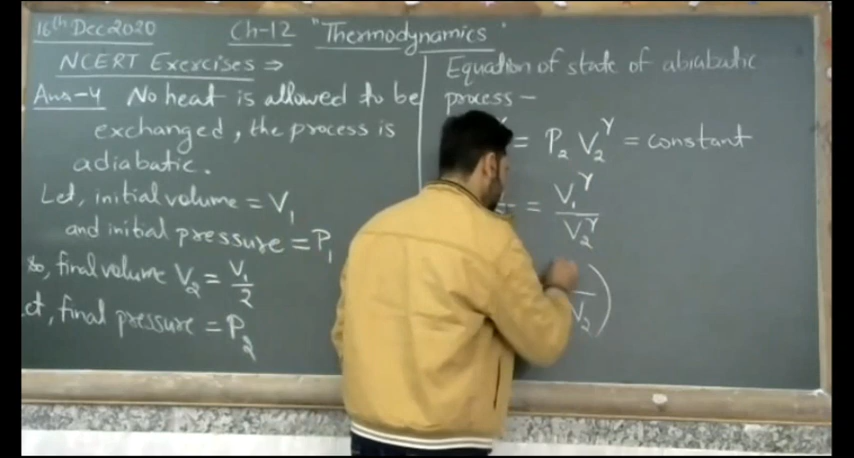 16th Dec 2020
Ch-12 "Thermodynamics"
NCERT Exercises ⇒
Ans-4 No heat is allowed to be
exchanged, the process is
adiabatic.
Let, initial volume = V₁
and initial pressure = P₁
So, final volume V₂ = V₁/2
et, final pressure = P₂
Equation of state of abiabatic
process —
= P₂ V₂^γ = constant
= V₁^γ/V₂^γ
V₂)